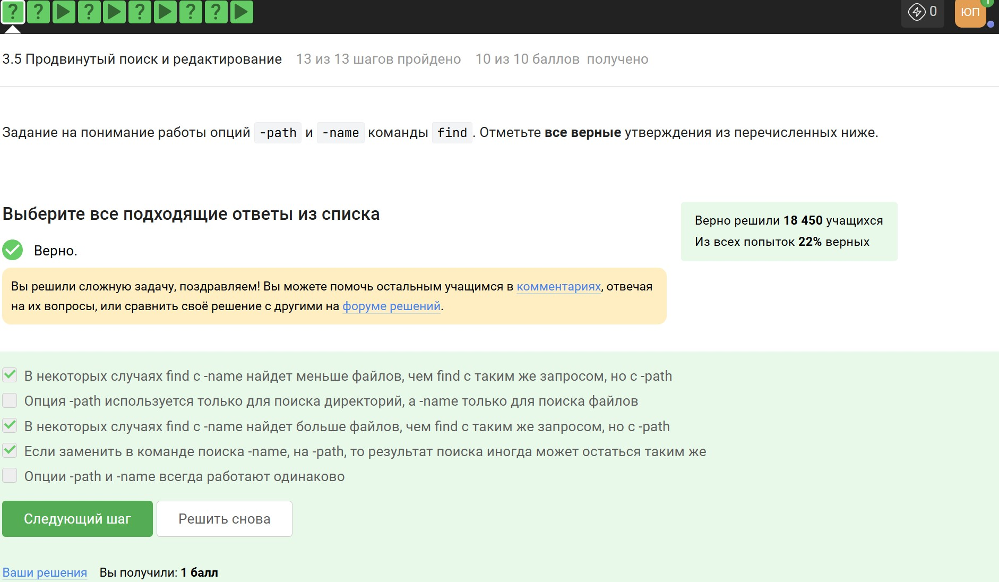 ? ? ? ? ? ?
0
ЮП
3.5 Продвинутый поиск и редактирование 13 из 13 шагов пройдено 10 из 10 баллов получено
Задание на понимание работы опций -path и -name команды find. Отметьте все верные утверждения из перечисленных ниже.
Выберите все подходящие ответы из списка
Верно решили 18 450 учащихся
Из всех попыток 22% верных
Верно.
Вы решили сложную задачу, поздравляем! Вы можете помочь остальным учащимся в комментариях, отвечая
на их вопросы, или сравнить своё решение с другими на форуме решений.
В некоторых случаях find с -name найдет меньше файлов, чем find с таким же запросом, но с -path
Опция -path используется только для поиска директорий, а -name только для поиска файлов
В некоторых случаях find с -name найдет больше файлов, чем find с таким же запросом, но с -path
Если заменить в команде поиска -name, на -path, то результат поиска иногда может остаться таким же
Опции -path и -name всегда работают одинаково
Следующий шаг Решить снова
Ваши решения Вы получили: 1 балл